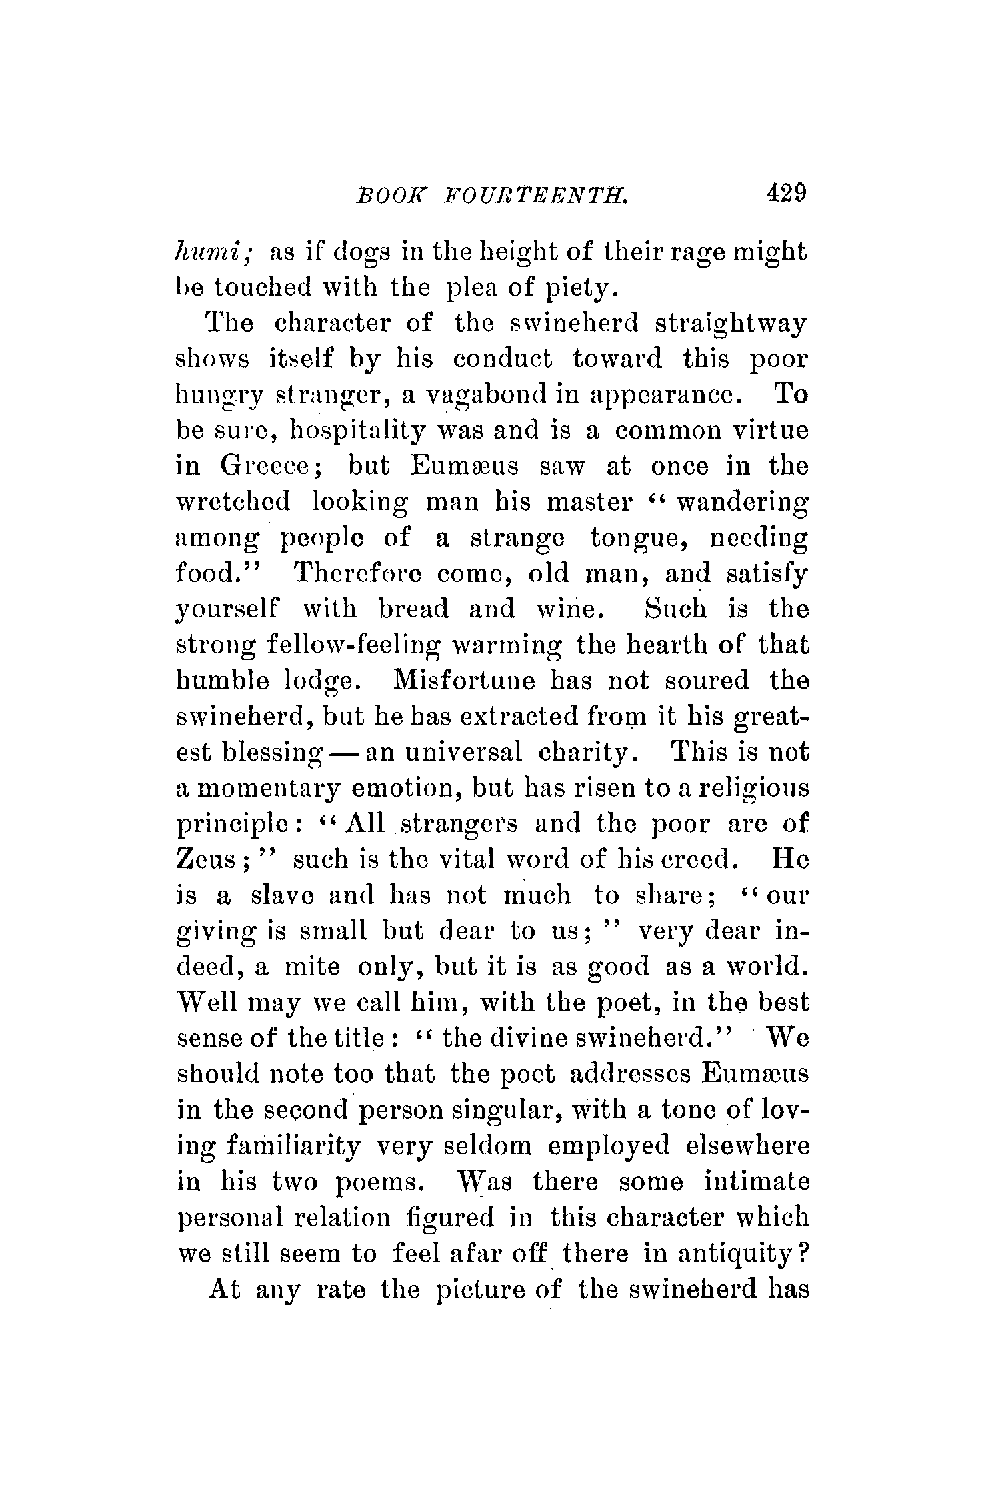 BOOK FOURTEENTH. 429
humi; as if dogs in the height of their rage might
be touched with the plea of piety.
The character of the swineherd straightway
shows itself by his conduct toward this poor
hungry stranger, a vagabond in appearance. To
be sure, hospitality was and is a common virtue
in Greece; but Eumæus saw at once in the
wretched looking man his master “ wandering
among people of a strange tongue, needing
food.” Therefore come, old man, and satisfy
yourself with bread and wine. Such is the
strong fellow-feeling warming the hearth of that
humble lodge. Misfortune has not soured the
swineherd, but he has extracted from it his great-
est blessing — an universal charity. This is not
a momentary emotion, but has risen to a religious
principle: “ All strangers and the poor are of
Zeus ; ” such is the vital word of his creed. He
is a slave and has not much to share; “ our
giving is small but dear to us; ” very dear in-
deed, a mite only, but it is as good as a world.
Well may we call him, with the poet, in the best
sense of the title : “ the divine swineherd.” We
should note too that the poet addresses Eumæus
in the second person singular, with a tone of lov-
ing familiarity very seldom employed elsewhere
in his two poems. Was there some intimate
personal relation figured in this character which
we still seem to feel afar off there in antiquity?
At any rate the picture of the swineherd has